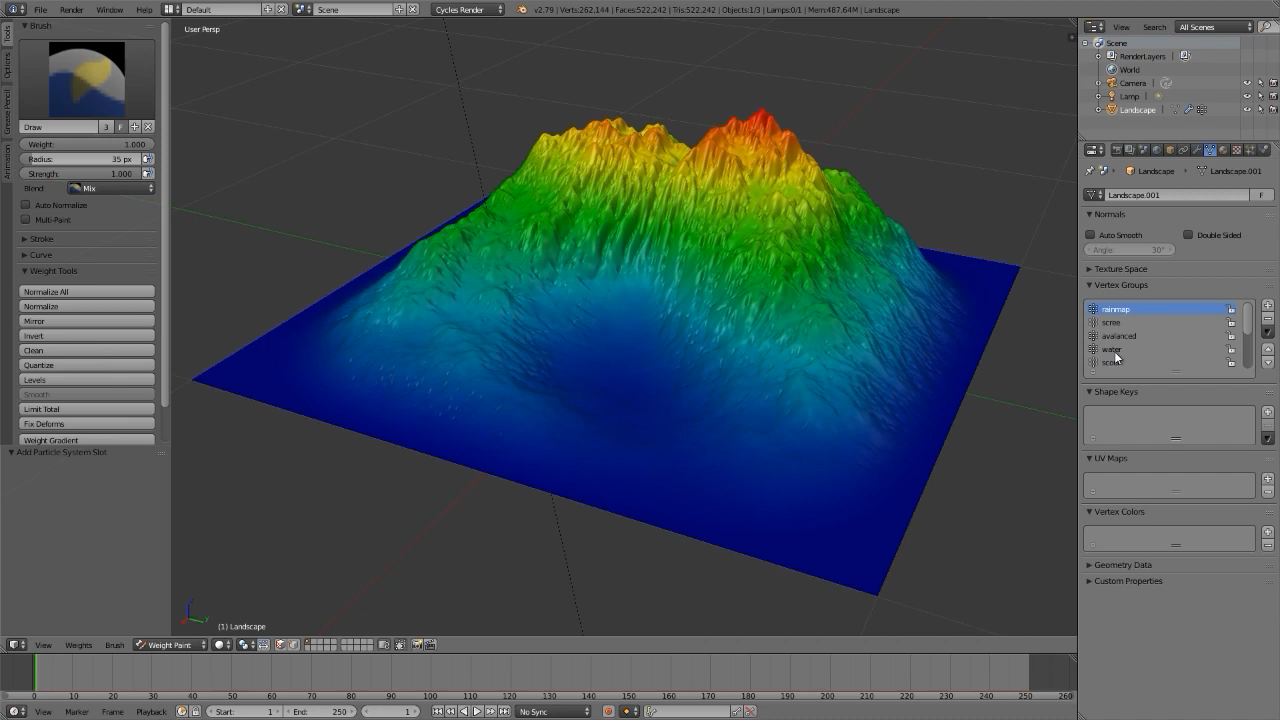 File Render Window Help Default Scene Cycles Render v2.79 | Verts:262,144 | Faces:522,242 | Tris:522,242 | Objects:1/3 | Lamps:0/1 | Mem:487.64M | Landscape
Brush
Tools
Options
Grease Pencil
Animation
Draw 3 F
Weight: 1.000
Radius: 35 px
Strength: 1.000
Blend: Mix
Auto Normalize
Multi-Paint
Stroke
Curve
Weight Tools
Normalize All
Normalize
Mirror
Invert
Clean
Quantize
Levels
Smooth
Limit Total
Fix Deforms
Weight Gradient
Add Particle System Slot
User Persp
(1) Landscape
View Search All Scenes
Scene
RenderLayers
World
Camera
Lamp
Landscape
Landscape Landscape.001
Landscape.001 F
Normals
Auto Smooth Double Sided
Angle: 30°
Texture Space
Vertex Groups
rainmap
scree
avalanced
water
Shape Keys
UV Maps
Vertex Colors
Geometry Data
Custom Properties
View Weights Brush Weight Paint
0 10 20 30 40 50 60 70 80 90 100 110 120 130 140 150 160 170 180 190 200 210 220 230 240 250 260
View Marker Frame Playback Start: 1 End: 250 1 No Sync